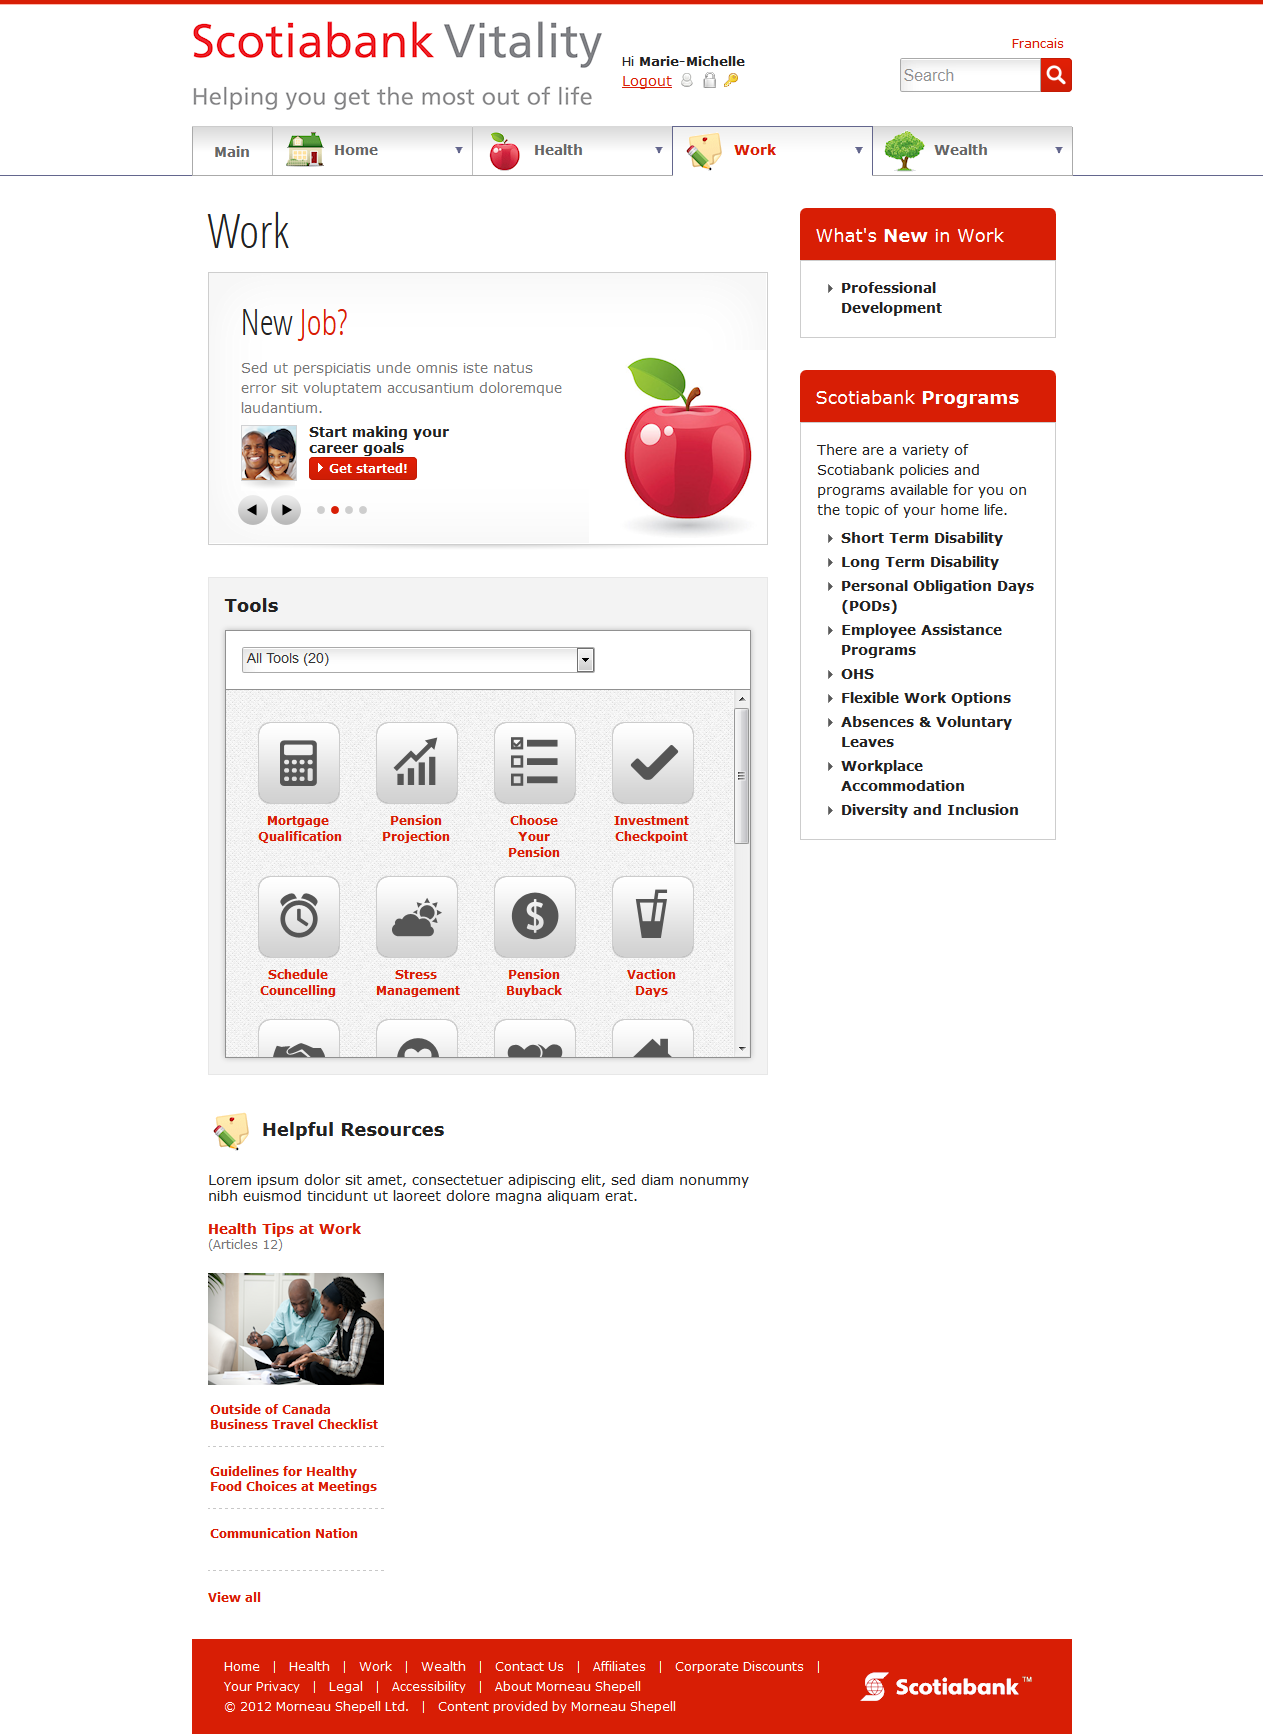 Scotiabank Vitality
Helping you get the most out of life
Hi Marie-Michelle
Logout
Francais
Search
Main
Home
Health
Work
Wealth
Work
New Job?
Sed ut perspiciatis unde omnis iste natus
error sit voluptatem accusantium doloremque
laudantium.
Start making your
career goals
Get started!
Tools
All Tools (20)
Mortgage
Qualification
Pension
Projection
Choose
Your
Pension
Investment
Checkpoint
Schedule
Councelling
Stress
Management
Pension
Buyback
Vaction
Days
Helpful Resources
Lorem ipsum dolor sit amet, consectetuer adipiscing elit, sed diam nonummy
nibh euismod tincidunt ut laoreet dolore magna aliquam erat.
Health Tips at Work
(Articles 12)
Outside of Canada
Business Travel Checklist
Guidelines for Healthy
Food Choices at Meetings
Communication Nation
View all
What's New in Work
Professional
Development
Scotiabank Programs
There are a variety of
Scotiabank policies and
programs available for you on
the topic of your home life.
Short Term Disability
Long Term Disability
Personal Obligation Days
(PODs)
Employee Assistance
Programs
OHS
Flexible Work Options
Absences & Voluntary
Leaves
Workplace
Accommodation
Diversity and Inclusion
Home | Health | Work | Wealth | Contact Us | Affiliates | Corporate Discounts |
Your Privacy | Legal | Accessibility | About Morneau Shepell
© 2012 Morneau Shepell Ltd. | Content provided by Morneau Shepell
Scotiabank™